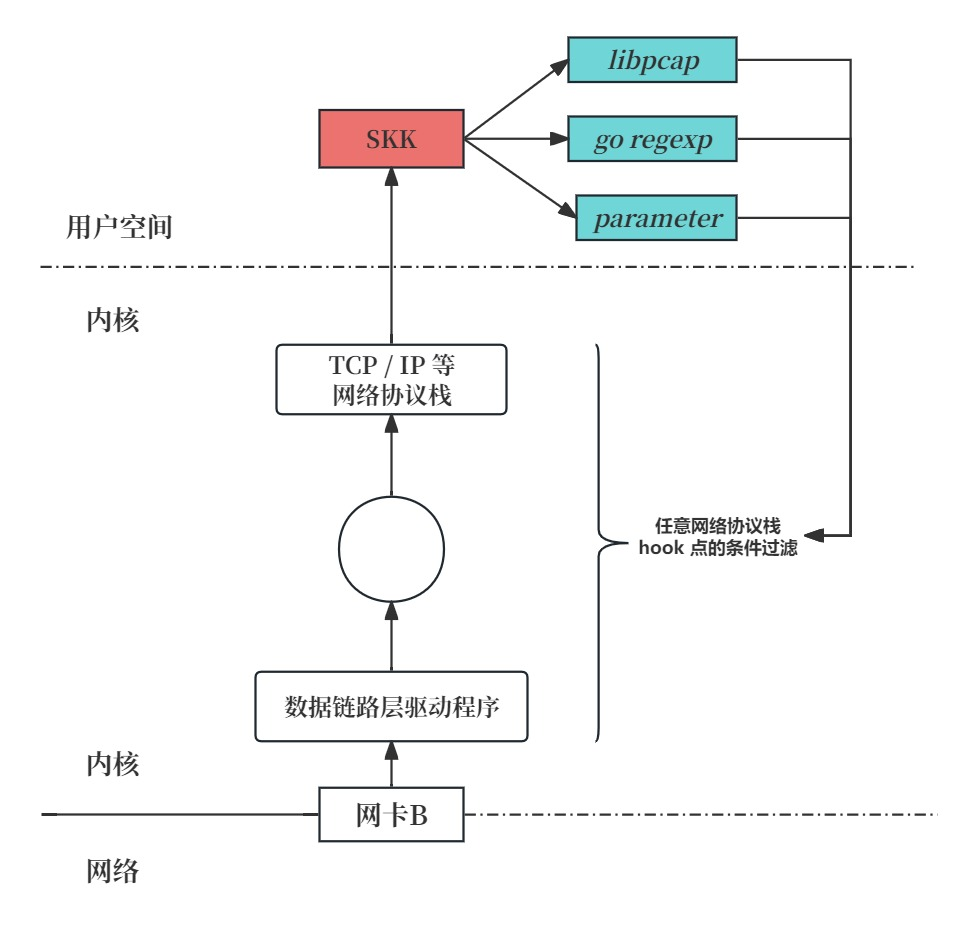 libpcap
SKK
go regexp
parameter
用户空间
内核
TCP / IP 等
网络协议栈
任意网络协议栈
hook 点的条件过滤
数据链路层驱动程序
内核
网卡B
网络